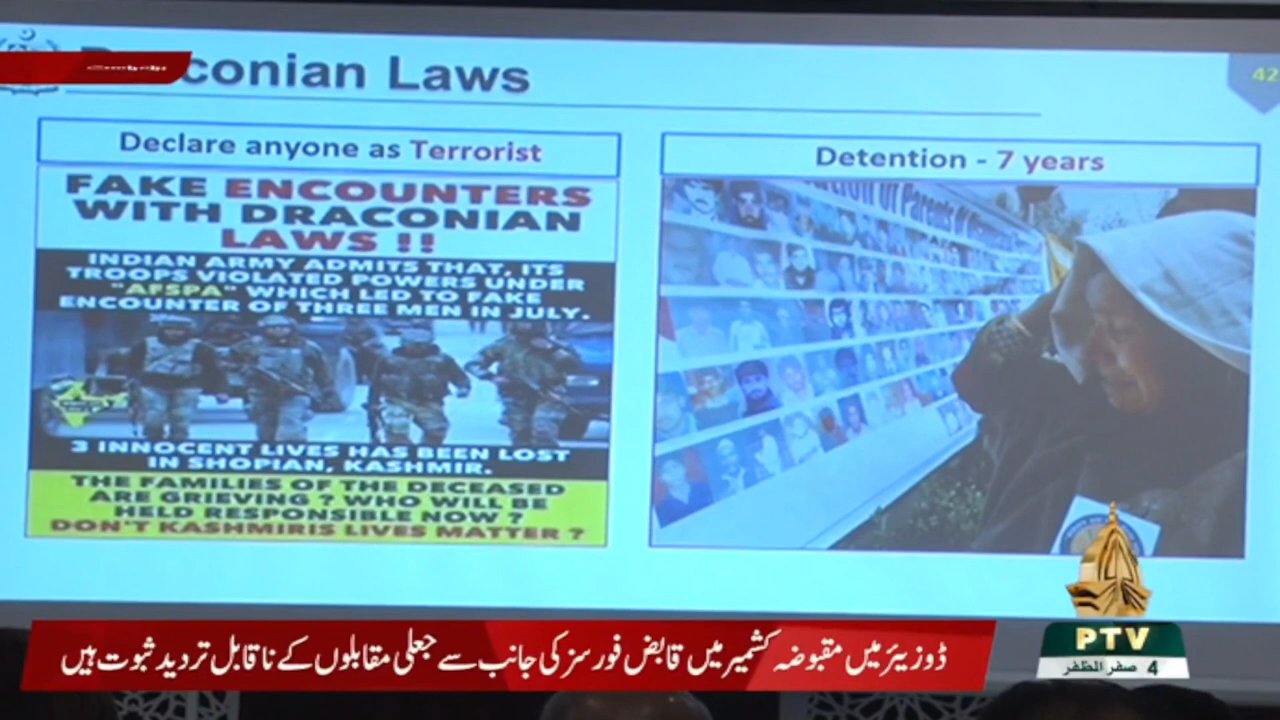 conian Laws
42
Declare anyone as Terrorist
FAKE ENCOUNTERS
WITH DRACONIAN
LAWS !!
INDIAN ARMY ADMITS THAT, ITS
TROOPS VIOLATED POWERS UNDER
"AFSPA" WHICH LED TO FAKE
ENCOUNTER OF THREE MEN IN JULY.
3 INNOCENT LIVES HAS BEEN LOST
IN SHOPIAN, KASHMIR.
THE FAMILIES OF THE DECEASED
ARE GRIEVING ? WHO WILL BE
HELD RESPONSIBLE NOW ?
DON'T KASHMIRIS LIVES MATTER ?
Detention - 7 years
of Parents of
ڈوزیئر میں مقبوضہ کشمیر میں قابض فورسز کی جانب سے جعلی مقابلوں کے ناقابل تردید ثبوت ہیں
PTV
4 صفر المظفر